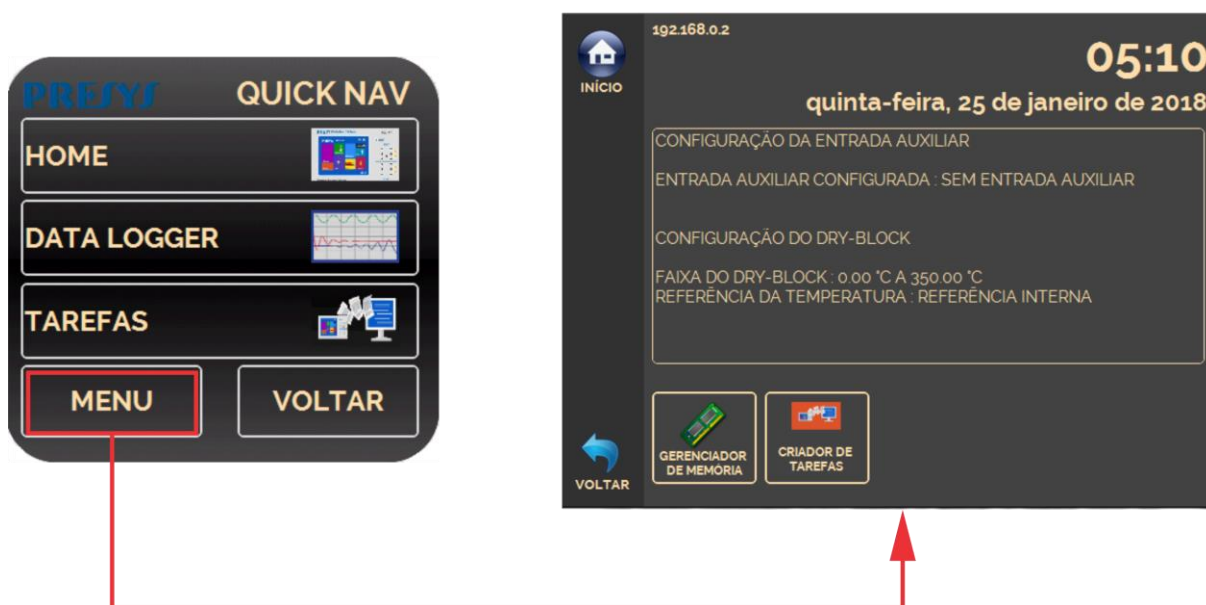 PRESYS QUICK NAV
HOME
DATA LOGGER
TAREFAS
MENU VOLTAR
192.168.0.2
INÍCIO
05:10
quinta-feira, 25 de janeiro de 2018
CONFIGURAÇÃO DA ENTRADA AUXILIAR
ENTRADA AUXILIAR CONFIGURADA : SEM ENTRADA AUXILIAR
CONFIGURAÇÃO DO DRY-BLOCK
FAIXA DO DRY-BLOCK : 0.00 °C A 350.00 °C
REFERÊNCIA DA TEMPERATURA : REFERÊNCIA INTERNA
GERENCIADOR
DE MEMÓRIA
CRIADOR DE
TAREFAS
VOLTAR